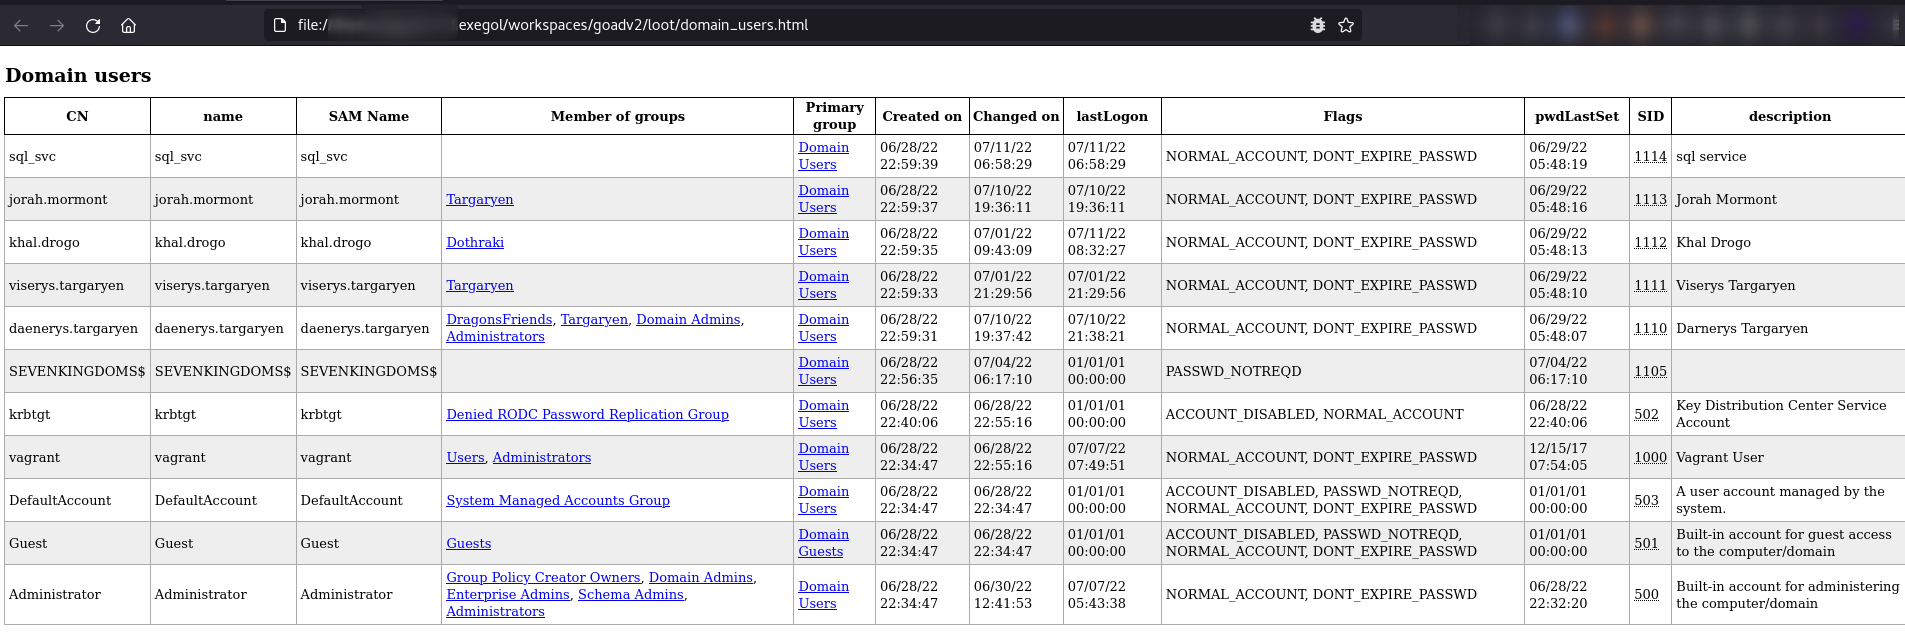 file:/ exegol/workspaces/goadv2/loot/domain_users.html
Domain users
CN name SAM Name Member of groups Primary group Created on Changed on lastLogon Flags pwdLastSet SID description
sql_svc sql_svc sql_svc Domain Users 06/28/22 22:59:39 07/11/22 06:58:29 07/11/22 06:58:29 NORMAL_ACCOUNT, DONT_EXPIRE_PASSWD 06/29/22 05:48:19 1114 sql service
jorah.mormont jorah.mormont jorah.mormont Targaryen Domain Users 06/28/22 22:59:37 07/10/22 19:36:11 07/10/22 19:36:11 NORMAL_ACCOUNT, DONT_EXPIRE_PASSWD 06/29/22 05:48:16 1113 Jorah Mormont
khal.drogo khal.drogo khal.drogo Dothraki Domain Users 06/28/22 22:59:35 07/01/22 09:43:09 07/11/22 08:32:27 NORMAL_ACCOUNT, DONT_EXPIRE_PASSWD 06/29/22 05:48:13 1112 Khal Drogo
viserys.targaryen viserys.targaryen viserys.targaryen Targaryen Domain Users 06/28/22 22:59:33 07/01/22 21:29:56 07/01/22 21:29:56 NORMAL_ACCOUNT, DONT_EXPIRE_PASSWD 06/29/22 05:48:10 1111 Viserys Targaryen
daenerys.targaryen daenerys.targaryen daenerys.targaryen DragonsFriends, Targaryen, Domain Admins, Administrators Domain Users 06/28/22 22:59:31 07/10/22 19:37:42 07/10/22 21:38:21 NORMAL_ACCOUNT, DONT_EXPIRE_PASSWD 06/29/22 05:48:07 1110 Darnerys Targaryen
SEVENKINGDOMS$ SEVENKINGDOMS$ SEVENKINGDOMS$ Domain Users 06/28/22 22:56:35 07/04/22 06:17:10 01/01/01 00:00:00 PASSWD_NOTREQD 07/04/22 06:17:10 1105
krbtgt krbtgt krbtgt Denied RODC Password Replication Group Domain Users 06/28/22 22:40:06 06/28/22 22:55:16 01/01/01 00:00:00 ACCOUNT_DISABLED, NORMAL_ACCOUNT 06/28/22 22:40:06 502 Key Distribution Center Service Account
vagrant vagrant vagrant Users, Administrators Domain Users 06/28/22 22:34:47 06/28/22 22:55:16 07/07/22 07:49:51 NORMAL_ACCOUNT, DONT_EXPIRE_PASSWD 12/15/17 07:54:05 1000 Vagrant User
DefaultAccount DefaultAccount DefaultAccount System Managed Accounts Group Domain Users 06/28/22 22:34:47 06/28/22 22:34:47 01/01/01 00:00:00 ACCOUNT_DISABLED, PASSWD_NOTREQD, NORMAL_ACCOUNT, DONT_EXPIRE_PASSWD 01/01/01 00:00:00 503 A user account managed by the system.
Guest Guest Guest Guests Domain Guests 06/28/22 22:34:47 06/28/22 22:34:47 01/01/01 00:00:00 ACCOUNT_DISABLED, PASSWD_NOTREQD, NORMAL_ACCOUNT, DONT_EXPIRE_PASSWD 01/01/01 00:00:00 501 Built-in account for guest access to the computer/domain
Administrator Administrator Administrator Group Policy Creator Owners, Domain Admins, Enterprise Admins, Schema Admins, Administrators Domain Users 06/28/22 22:34:47 06/30/22 12:41:53 07/07/22 05:43:38 NORMAL_ACCOUNT, DONT_EXPIRE_PASSWD 06/28/22 22:32:20 500 Built-in account for administering the computer/domain